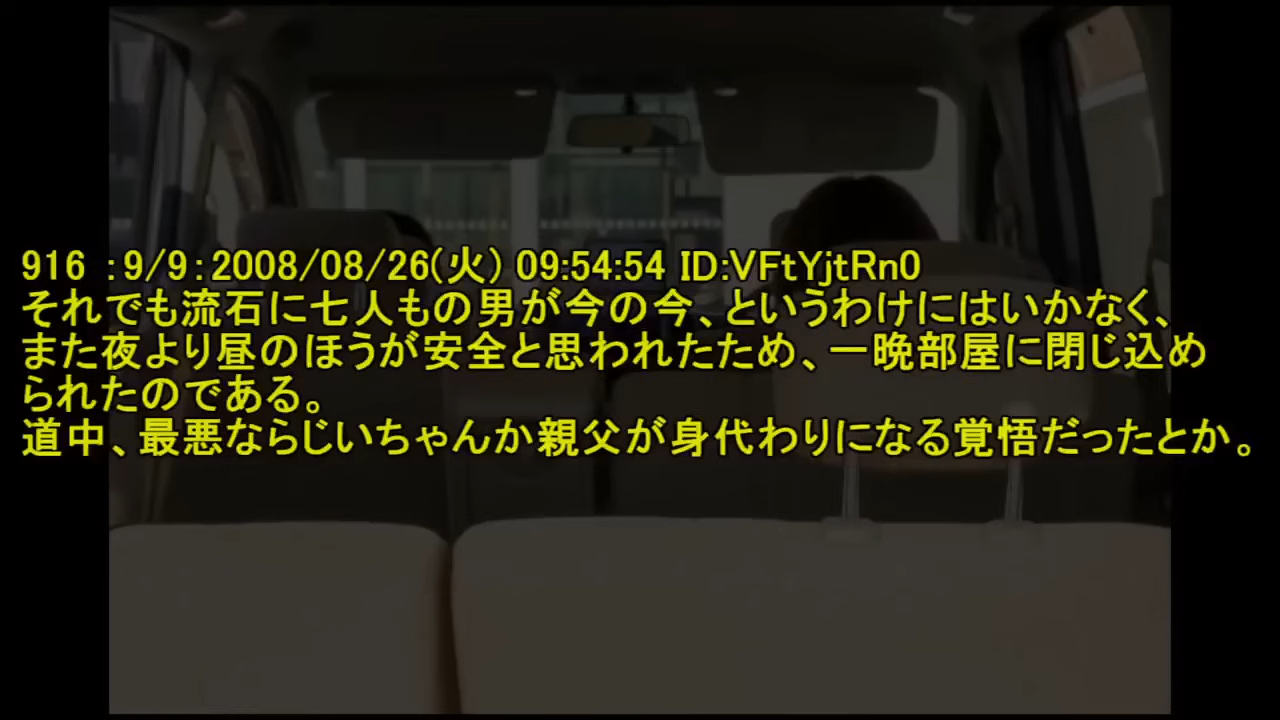 916 ：9/9：2008/08/26(火) 09:54:54 ID:VFtYjtRn0
それでも流石に七人もの男が今の今、というわけにはいかなく、
また夜より昼のほうが安全と思われたため、一晩部屋に閉じ込め
られたのである。
道中、最悪ならじいちゃんか親父が身代わりになる覚悟だったとか。